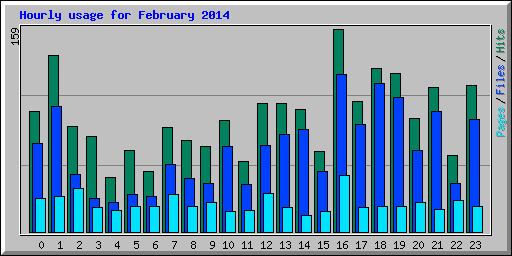 Hourly usage for February 2014
159
Pages/Files/Hits
0 1 2 3 4 5 6 7 8 9 10 11 12 13 14 15 16 17 18 19 20 21 22 23